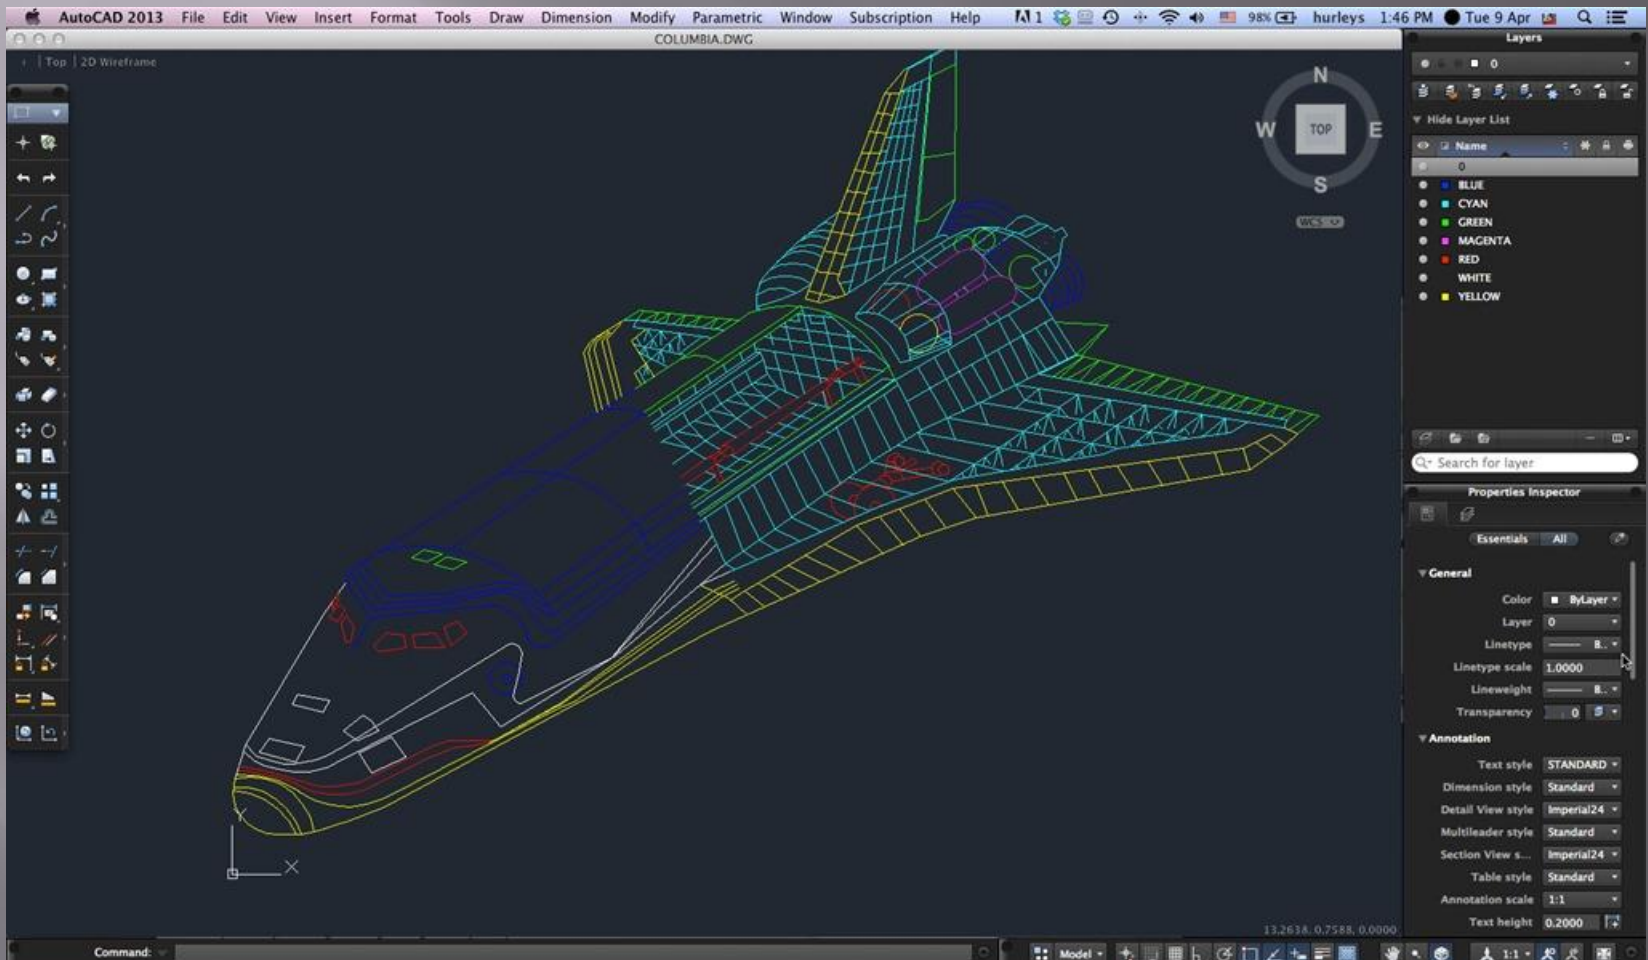 AutoCAD 2013 File Edit View Insert Format Tools Draw Dimension Modify Parametric Window Subscription Help 1 98% hurleys 1:46 PM Tue 9 Apr
COLUMBIA.DWG
Top 2D Wireframe
N
W TOP E
S
WCS
Layers
0
Hide Layer List
Name
0
BLUE
CYAN
GREEN
MAGENTA
RED
WHITE
YELLOW
Search for layer
Properties Inspector
Essentials All
General
Color ByLayer
Layer 0
Linetype B..
Linetype scale 1.0000
Lineweight B..
Transparency 0
Annotation
Text style STANDARD
Dimension style Standard
Detail View style Imperial24
Multileader style Standard
Section View s... Imperial24
Table style Standard
Annotation scale 1:1
Text height 0.2000
Y
X
13.2638, 0.7588, 0.0000
Command:
Model 1:1